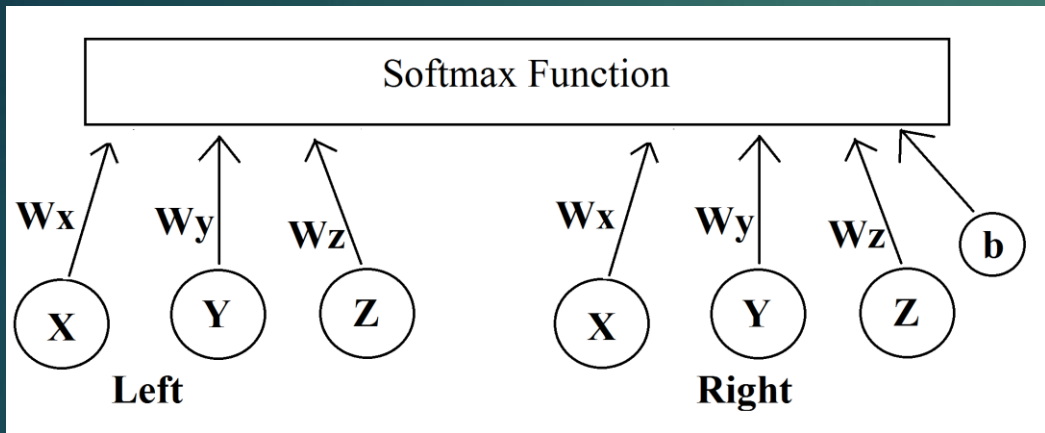 Softmax Function
Wx Wy Wz Wx Wy Wz b
X Y Z X Y Z
Left Right